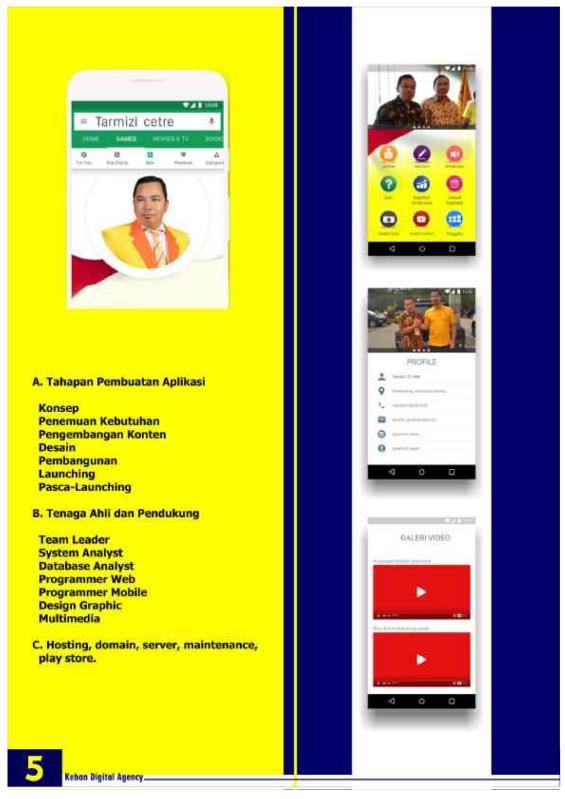 Tarmizi cetre
HOME GAMES MOVIES & TV BOOKS
For You Top Charts New Premium Categori
A. Tahapan Pembuatan Aplikasi
Konsep
Penemuan Kebutuhan
Pengembangan Konten
Desain
Pembangunan
Launching
Pasca-Launching
B. Tenaga Ahli dan Pendukung
Team Leader
System Analyst
Database Analyst
Programmer Web
Programmer Mobile
Design Graphic
Multimedia
C. Hosting, domain, server, maintenance,
play store.
PROFILE
GALERI VIDEO
5
Keban Digital Agency